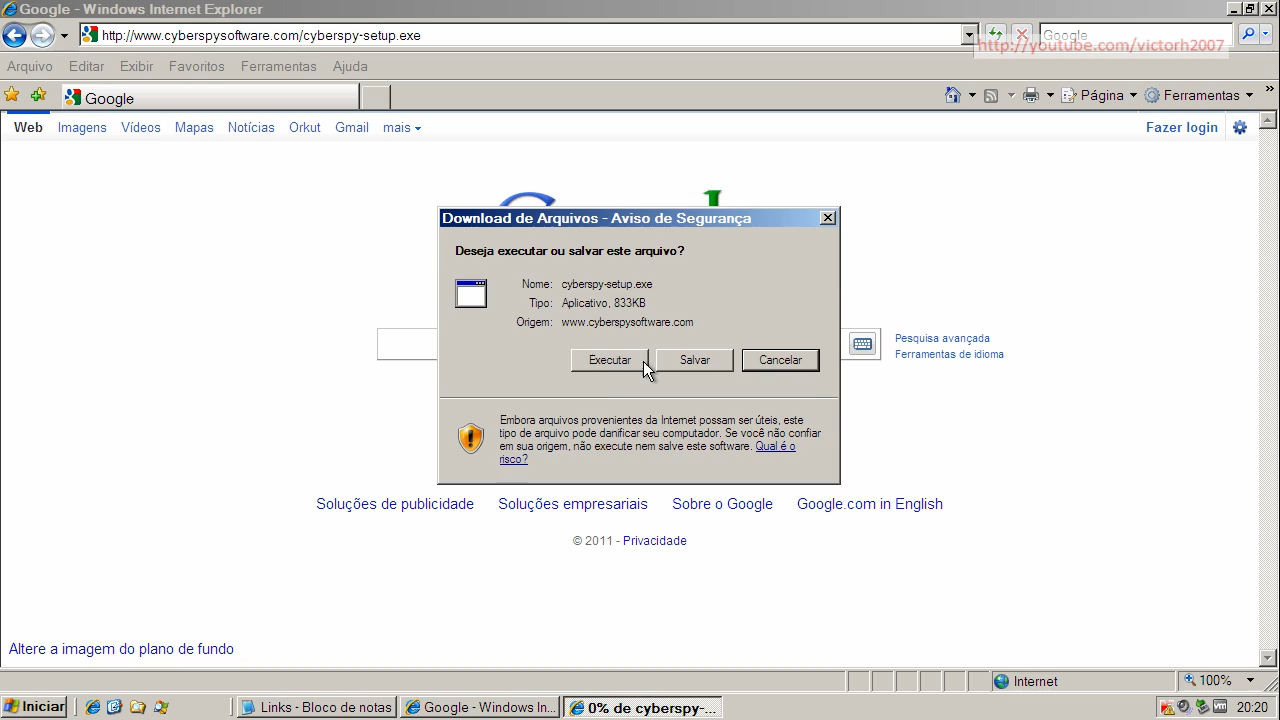 Google - Windows Internet Explorer
http://www.cyberspysoftware.com/cyberspy-setup.exe
Google
http://youtube.com/victorh2007
Arquivo Editar Exibir Favoritos Ferramentas Ajuda
Google
Página Ferramentas »
Web Imagens Vídeos Mapas Notícias Orkut Gmail mais
Fazer login
Download de Arquivos - Aviso de Segurança
Deseja executar ou salvar este arquivo?
Nome: cyberspy-setup.exe
Tipo: Aplicativo, 833KB
Origem: www.cyberspysoftware.com
Executar Salvar Cancelar
Pesquisa avançada
Ferramentas de idioma
Embora arquivos provenientes da Internet possam ser úteis, este
tipo de arquivo pode danificar seu computador. Se você não confiar
em sua origem, não execute nem salve este software. Qual é o
risco?
Soluções de publicidade Soluções empresariais Sobre o Google Google.com in English
© 2011 - Privacidade
Altere a imagem do plano de fundo
Internet
100%
Iniciar
Links - Bloco de notas
Google - Windows In...
0% de cyberspy-...
20:20